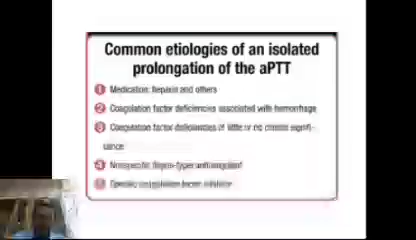 Common etiologies of an isolated
prolongation of the aPTT
1 Medication: heparin and others
2 Coagulation factor deficiencies associated with hemorrhage
3 Coagulation factor deficiencies of little or no clinical signifi-
cance
4 Nonspecific lupus-type anticoagulant
Specific coagulation factor inhibitor